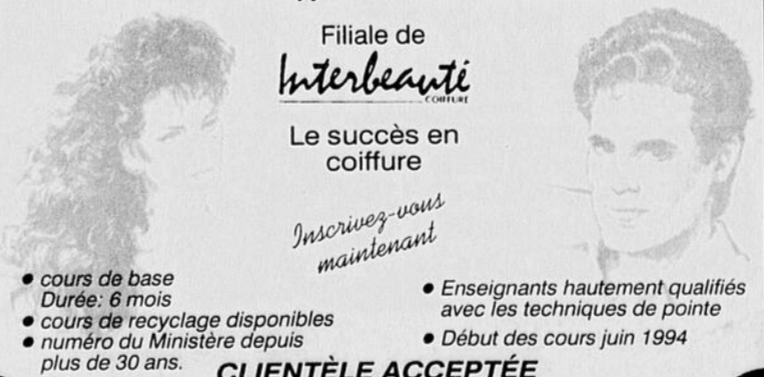 Filiale de
Interbeauté
COIFFURE
Le succès en
coiffure
Inscrivez-vous
maintenant
● cours de base
Durée: 6 mois
● cours de recyclage disponibles
● numéro du Ministère depuis
plus de 30 ans.
● Enseignants hautement qualifiés
avec les techniques de pointe
● Début des cours juin 1994
CLIENTÈLE ACCEPTÉE